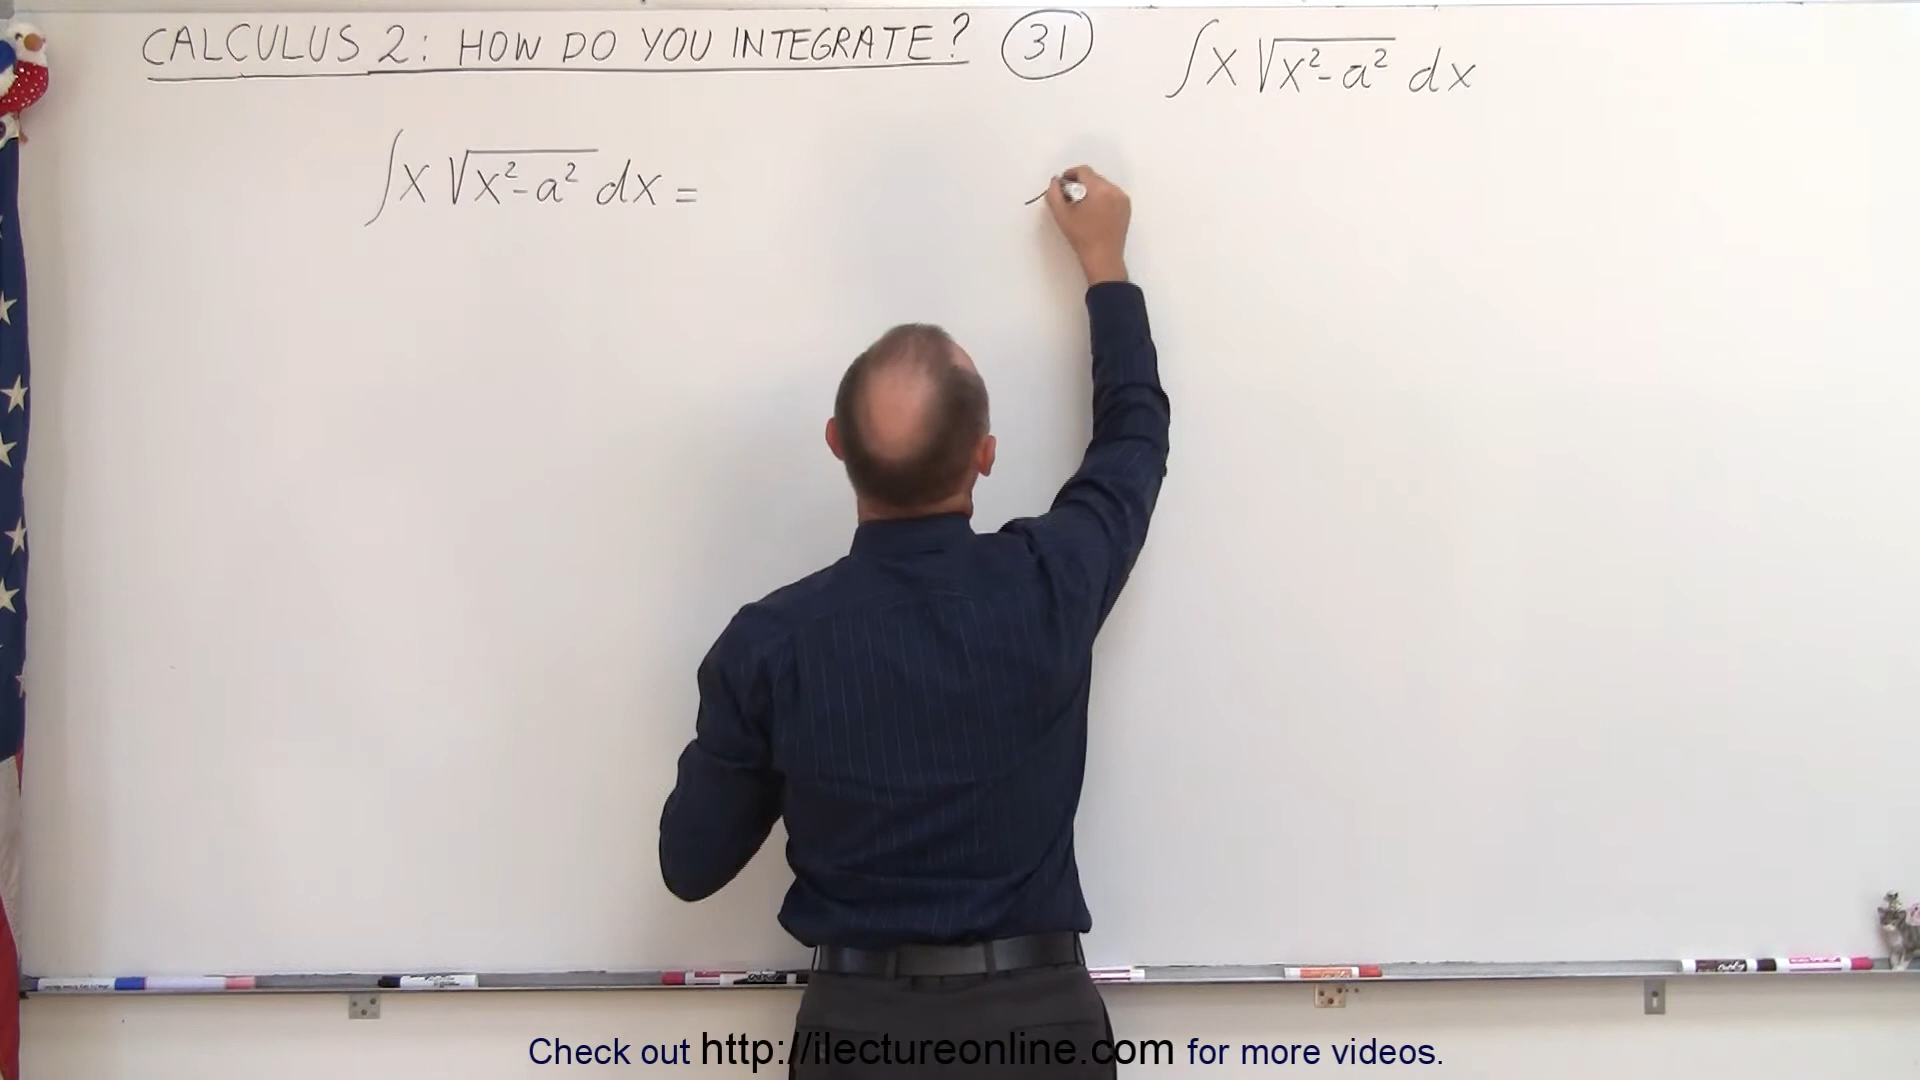 CALCULUS 2: HOW DO YOU INTEGRATE? 31 ∫x √(x²-a²) dx
∫x √(x²-a²) dx =
Check out http://ilectureonline.com for more videos.